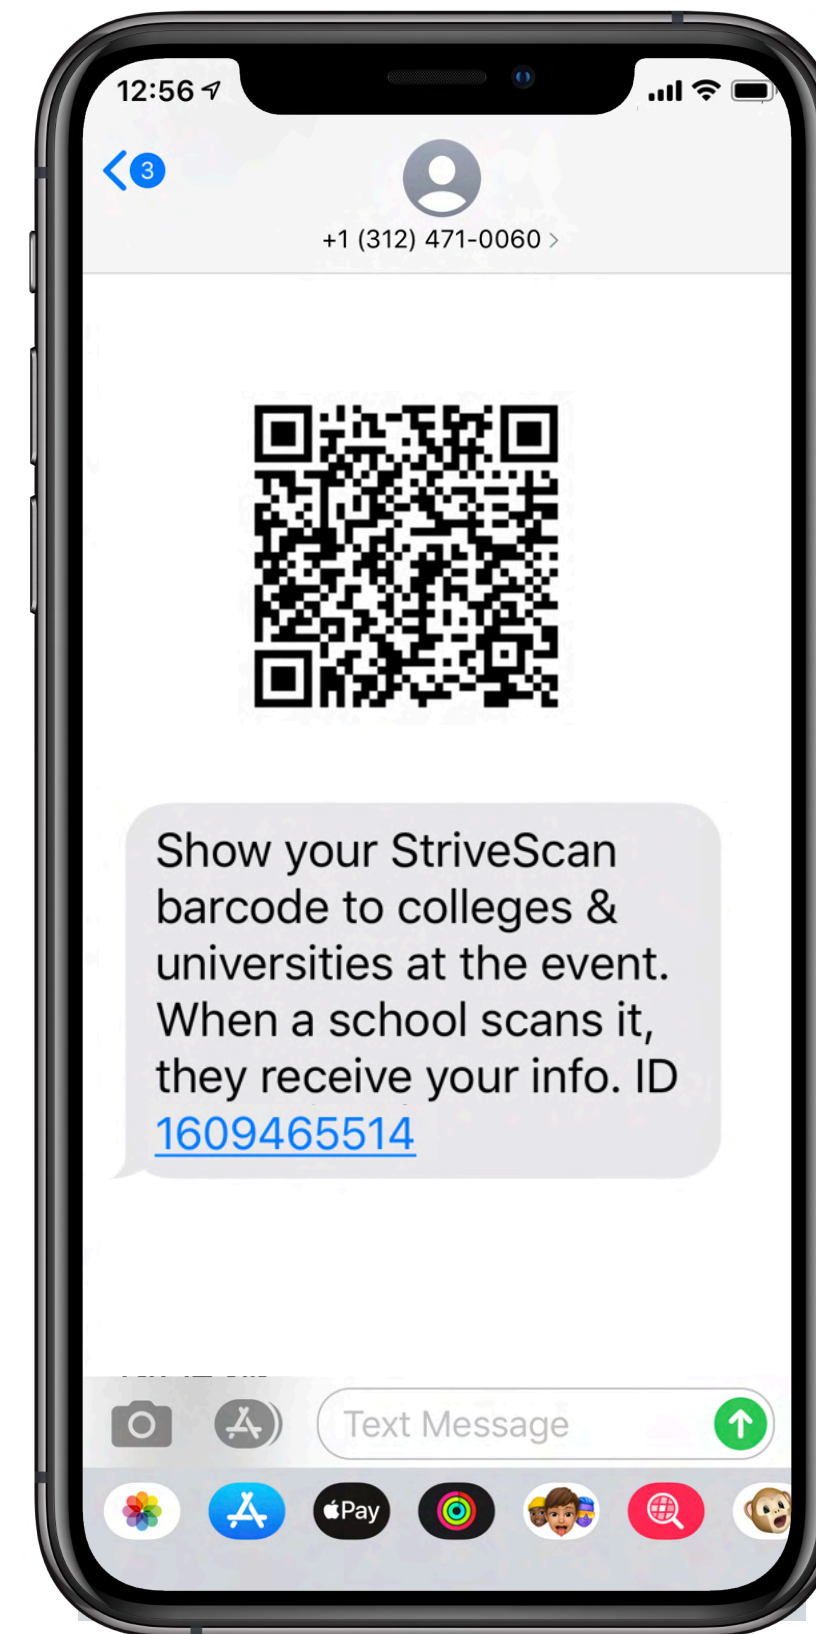 12:56
3
+1 (312) 471-0060 >
Show your StriveScan
barcode to colleges &
universities at the event.
When a school scans it,
they receive your info. ID
1609465514
Text Message
Pay